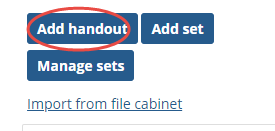 Add handout Add set
Manage sets
Import from file cabinet